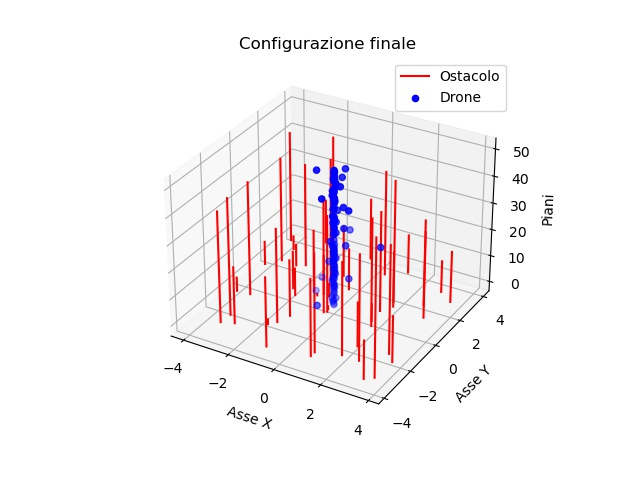 Configurazione finale
Ostacolo
Drone
50
40
30
20
10
0
Piani
4
2
0
−2
−4
Asse Y
−4
−2
0
2
4
Asse X